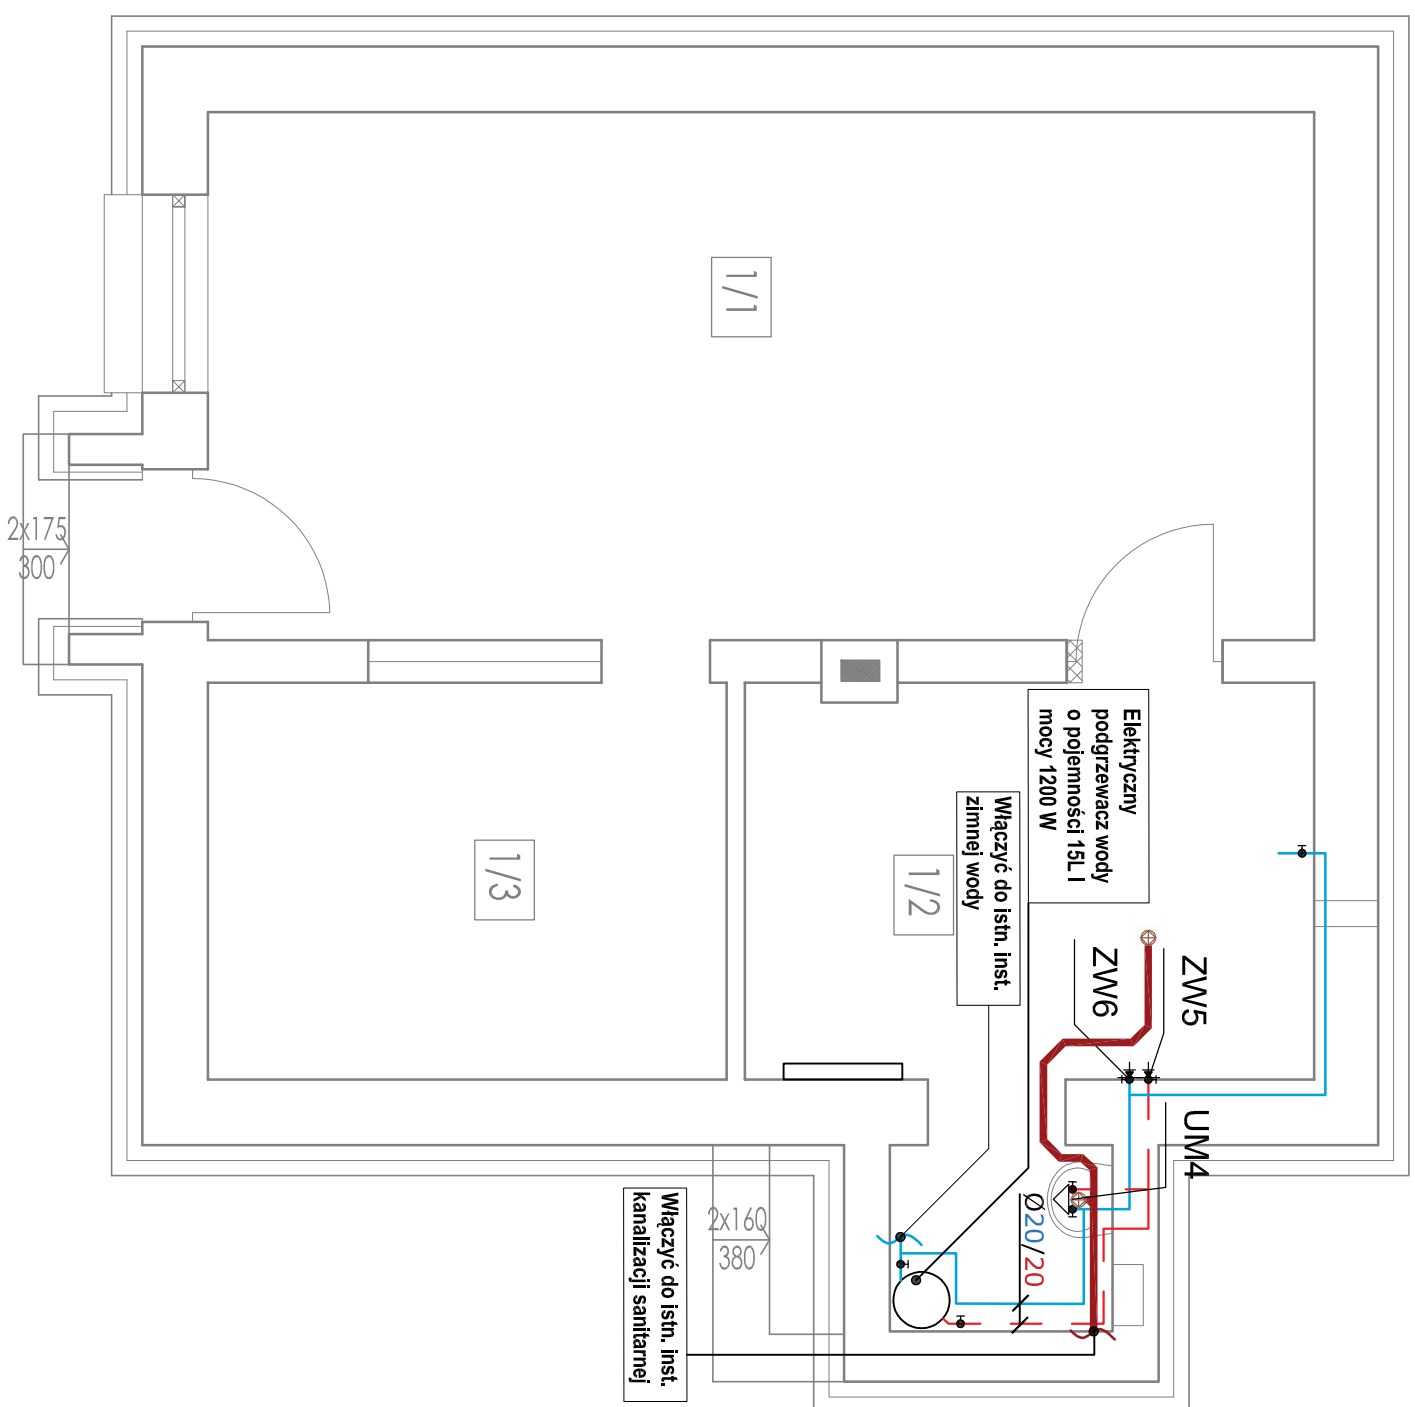 1/1
2x175
300
Elektryczny
podgrzewacz wody
o pojemności 15L I
mocy 1200 W
Włączyć do istn. inst.
zimnej wody
1/2
1/3
ZW5
ZW6
UM4
Ø20/20
2x160
380
Włączyć do istn. inst.
kanalizacji sanitarnej